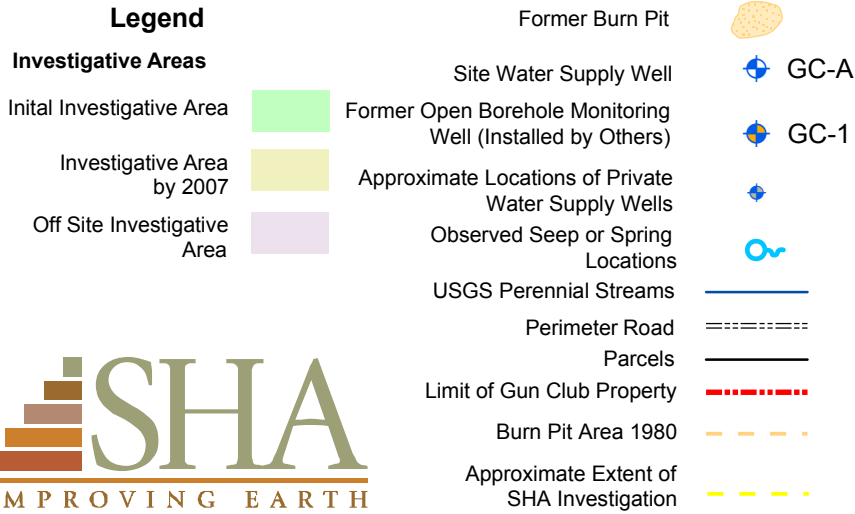 Legend
Investigative Areas
Inital Investigative Area
Investigative Area
by 2007
Off Site Investigative
Area
Former Burn Pit
Site Water Supply Well
GC-A
Former Open Borehole Monitoring
Well (Installed by Others)
GC-1
Approximate Locations of Private
Water Supply Wells
Observed Seep or Spring
Locations
USGS Perennial Streams
Perimeter Road
Parcels
Limit of Gun Club Property
Burn Pit Area 1980
Approximate Extent of
SHA Investigation
SHA
MPROVING EARTH